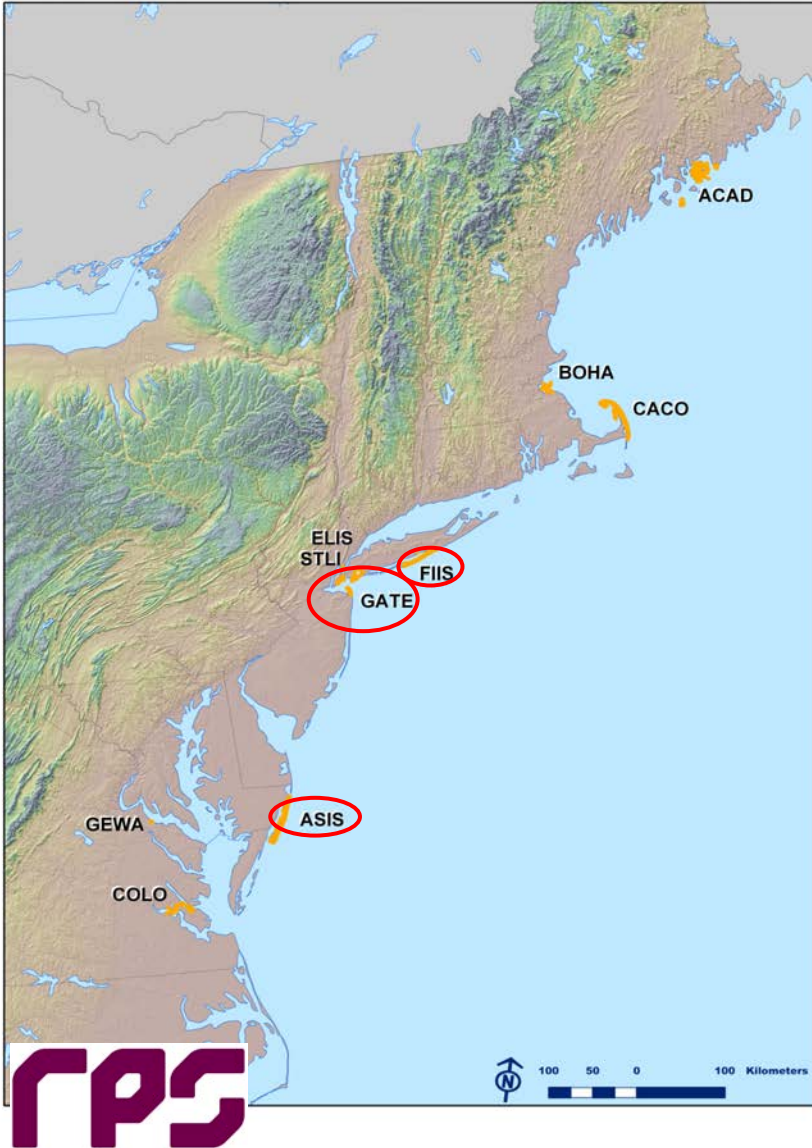 ACAD
BOHA
CACO
ELIS
STLI
FIIS
GATE
ASIS
GEWA
COLO
rps
N
100 50 0 100 Kilometers